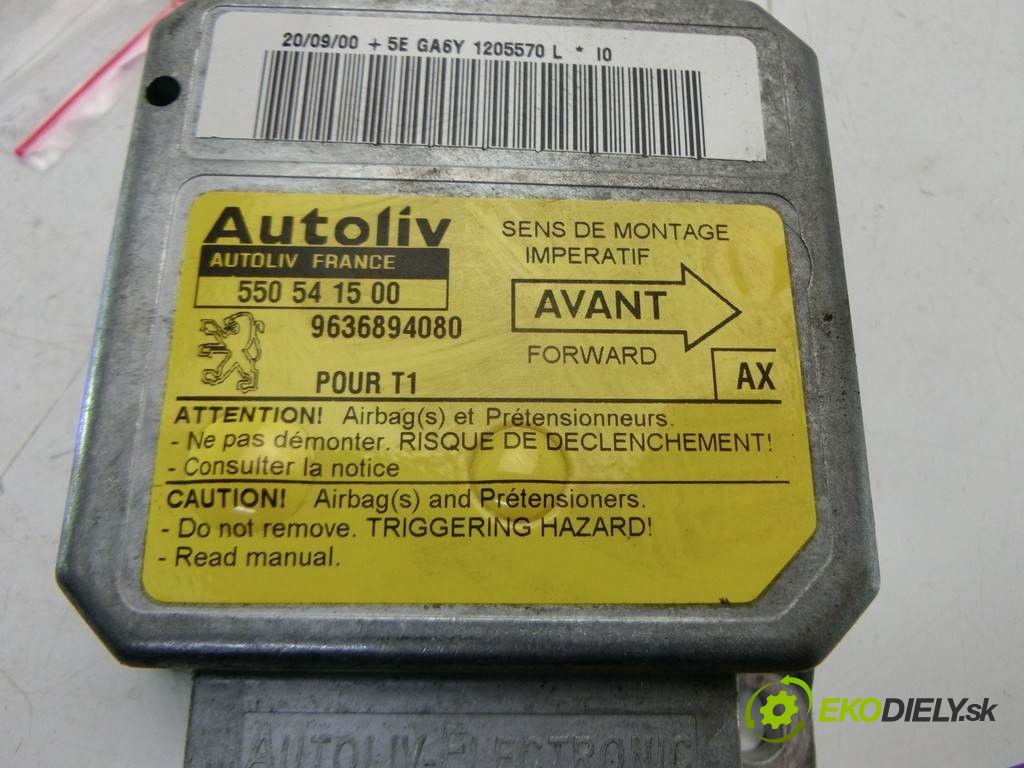 20/09/00 + 5E GA6Y 1205570 L * I0
Autoliv
AUTOLIV FRANCE
550 54 15 00
9636894080
POUR T1
SENS DE MONTAGE
IMPERATIF
AVANT
FORWARD
AX
ATTENTION! Airbag(s) et Prétensionneurs.
- Ne pas démonter. RISQUE DE DECLENCHEMENT!
- Consulter la notice
CAUTION! Airbag(s) and Prétensioners.
- Do not remove. TRIGGERING HAZARD!
- Read manual.
AUTOLIV-ELECTRONIC
EKODIELY.sk